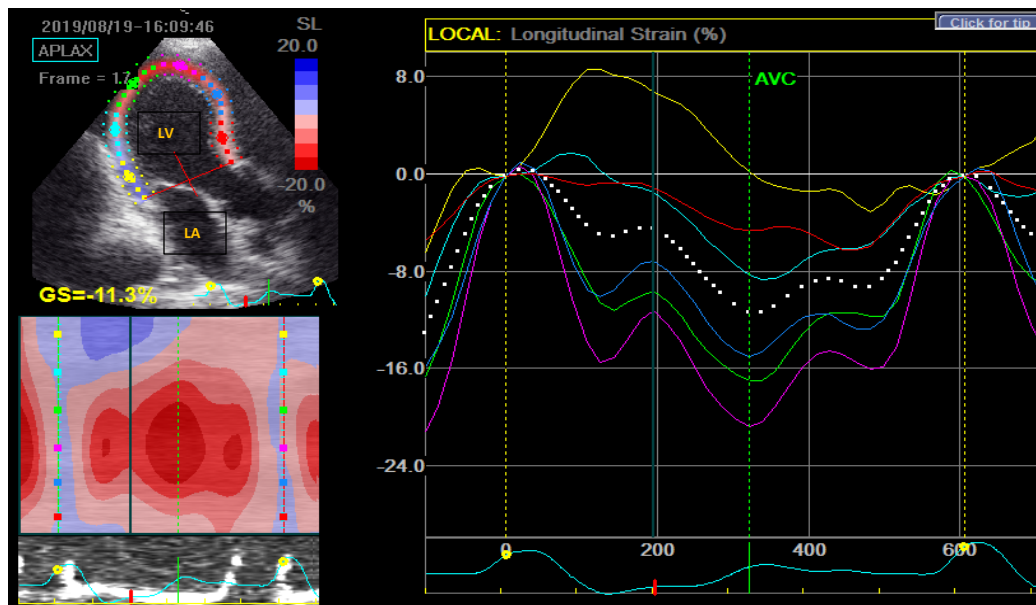 2019/08/19-16:09:46
APLAX
Frame = 17
SL
20.0
-20.0
%
LV
LA
GS=-11.3%
Click for tip
LOCAL: Longitudinal Strain (%)
8.0
AVC
0.0
-8.0
-16.0
-24.0
0 200 400 600